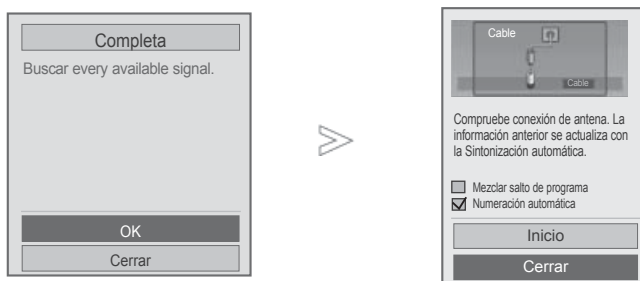 Completa
Buscar every available signal.
OK
Cerrar
Cable
Cable
Compruebe conexión de antena. La
información anterior se actualiza con
la Sintonización automática.
Mezclar salto de programa
Numeración automática
Inicio
Cerrar